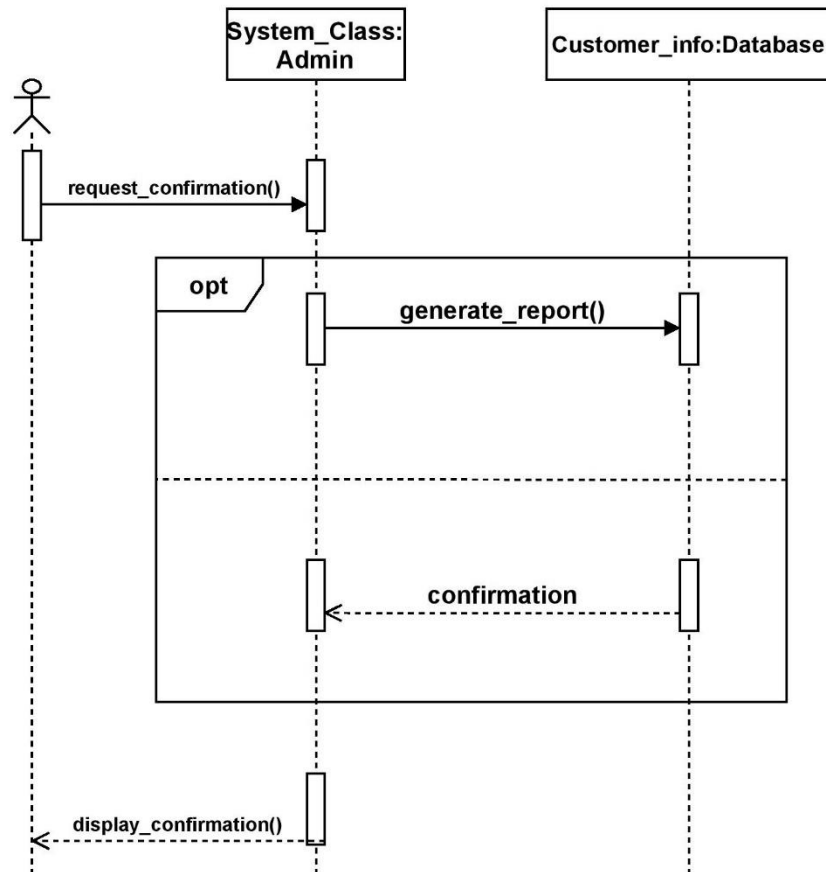 System_Class:
Admin
Customer_info:Database
request_confirmation()
opt
generate_report()
confirmation
display_confirmation()